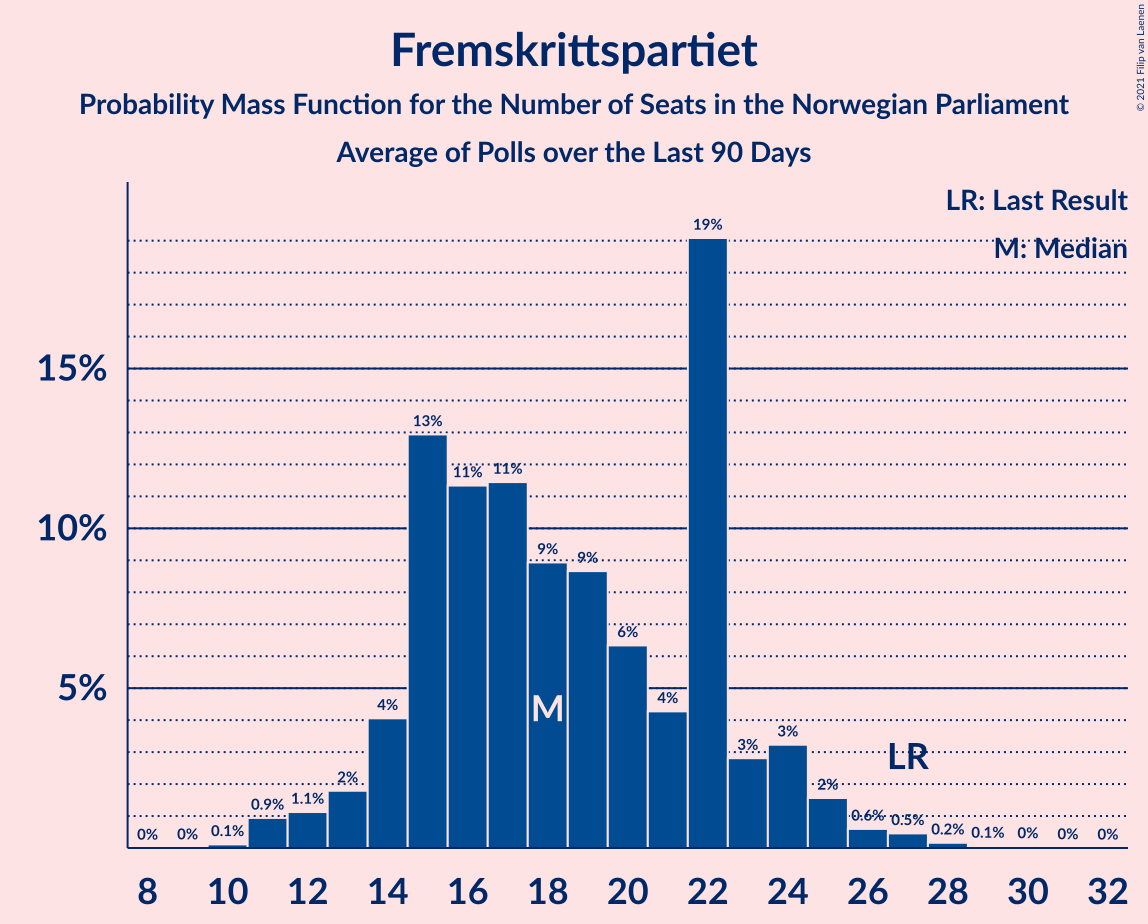 Fremskrittspartiet
Probability Mass Function for the Number of Seats in the Norwegian Parliament
Average of Polls over the Last 90 Days
© 2021 Filip van Laenen
LR: Last Result
M: Median
15%
10%
5%
0% 0% 0.1% 0.9% 1.1% 2% 4% 13% 11% 11% 9% 9% 6% 4% 19% 3% 3% 2% 0.6% 0.5% 0.2% 0.1% 0% 0% 0%
M
LR
8 10 12 14 16 18 20 22 24 26 28 30 32